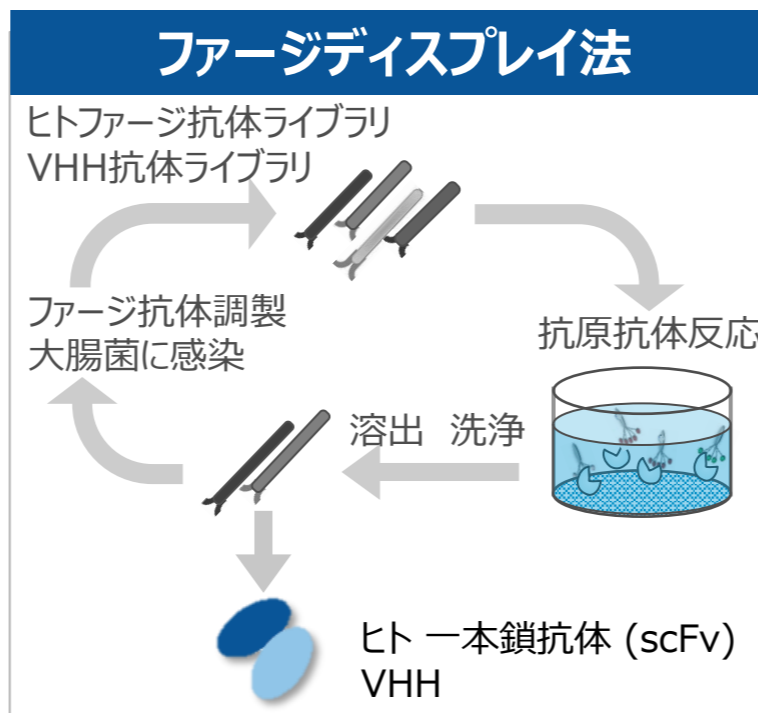 ファージディスプレイ法
ヒトファージ抗体ライブラリ
VHH抗体ライブラリ
ファージ抗体調製
大腸菌に感染
抗原抗体反応
溶出 洗浄
ヒト 一本鎖抗体 (scFv)
VHH